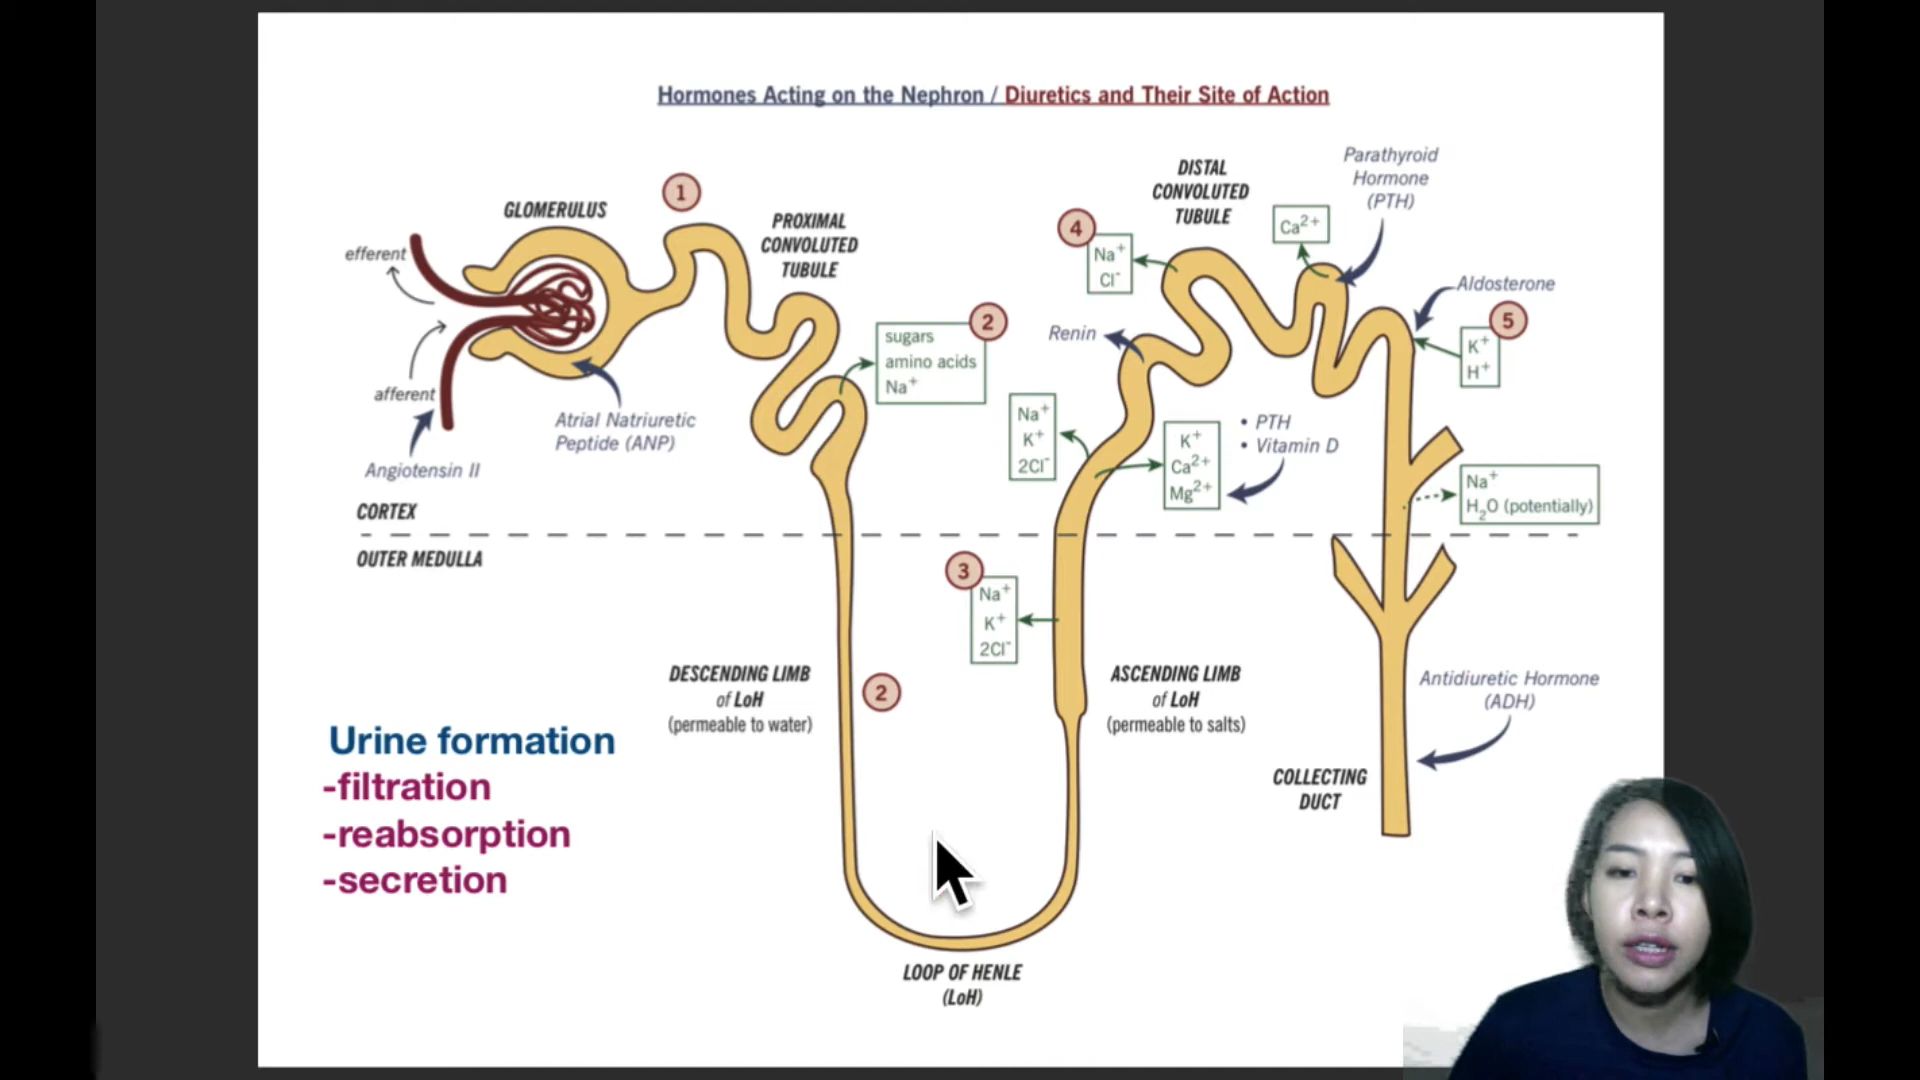 Hormones Acting on the Nephron / Diuretics and Their Site of Action
GLOMERULUS
efferent
afferent
Angiotensin II
Atrial Natriuretic
Peptide (ANP)
1
PROXIMAL
CONVOLUTED
TUBULE
2
sugars
amino acids
Na⁺
CORTEX
OUTER MEDULLA
DESCENDING LIMB
of LoH
(permeable to water)
2
3
Na⁺
K⁺
2Cl⁻
LOOP OF HENLE
(LoH)
ASCENDING LIMB
of LoH
(permeable to salts)
Na⁺
K⁺
2Cl⁻
K⁺
Ca²⁺
Mg²⁺
• PTH
• Vitamin D
Renin
4
Na⁺
Cl⁻
DISTAL
CONVOLUTED
TUBULE
Ca²⁺
Parathyroid
Hormone
(PTH)
Aldosterone
5
K⁺
H⁺
Na⁺
H₂O (potentially)
Antidiuretic Hormone
(ADH)
COLLECTING
DUCT
Urine formation
-filtration
-reabsorption
-secretion